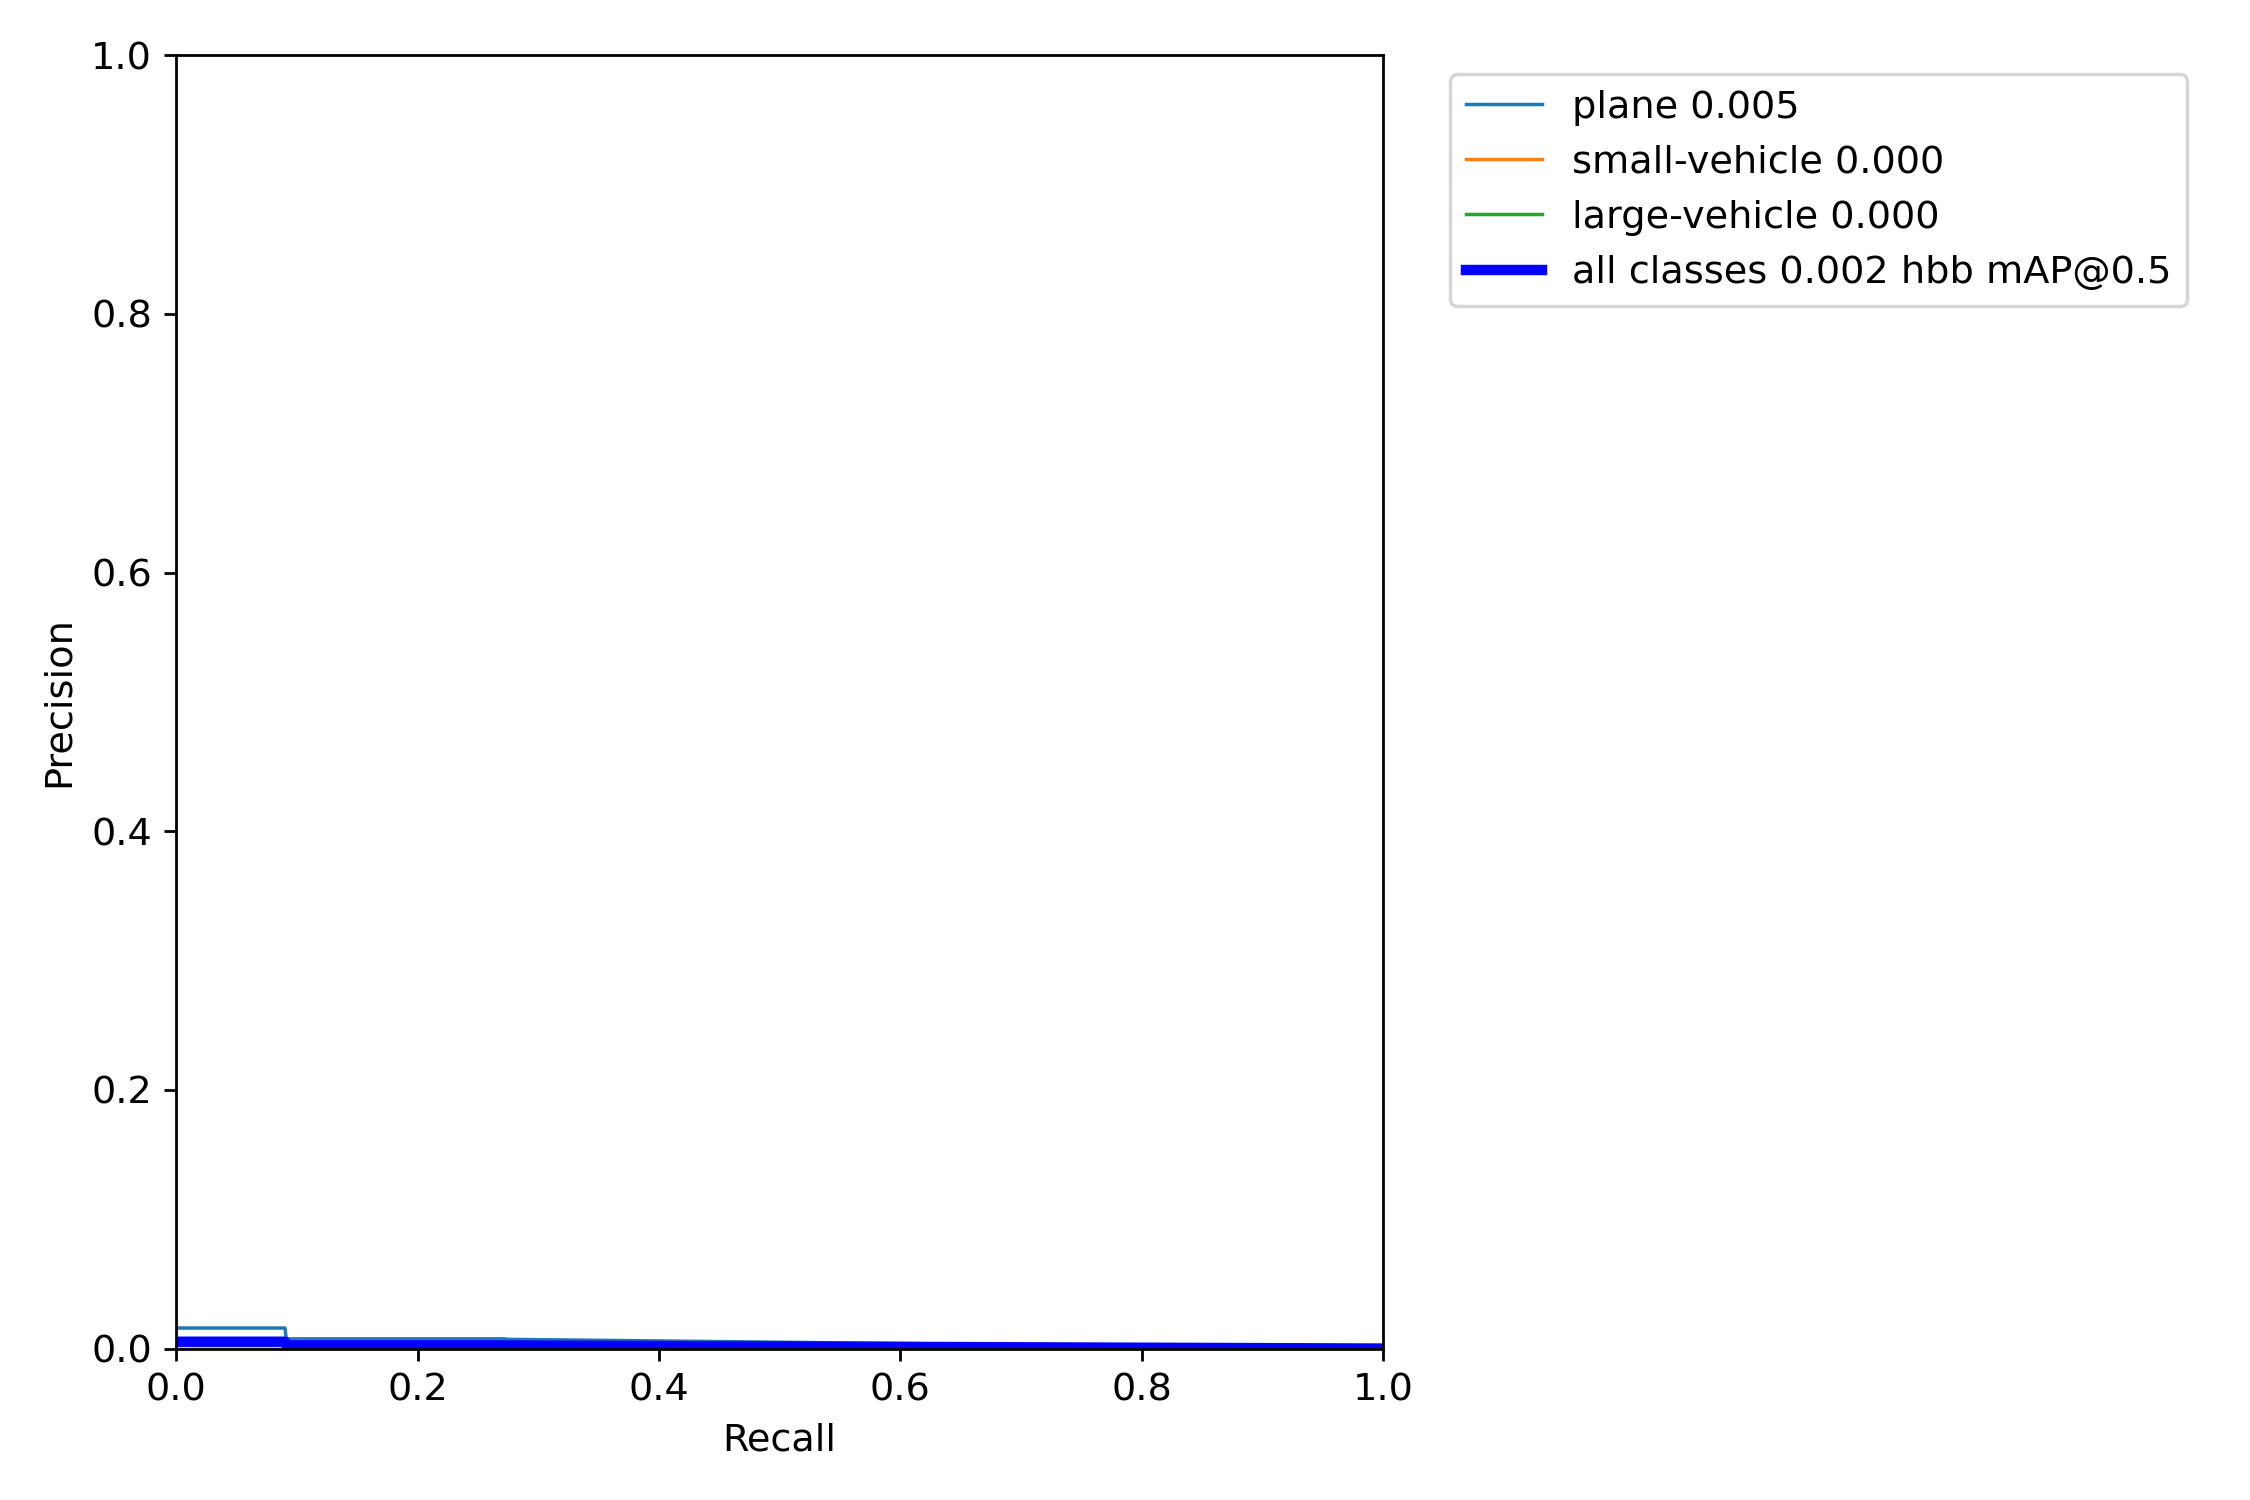 1.0
0.8
0.6
0.4
0.2
0.0
Precision
0.0 0.2 0.4 0.6 0.8 1.0
Recall
plane 0.005
small-vehicle 0.000
large-vehicle 0.000
all classes 0.002 hbb mAP@0.5